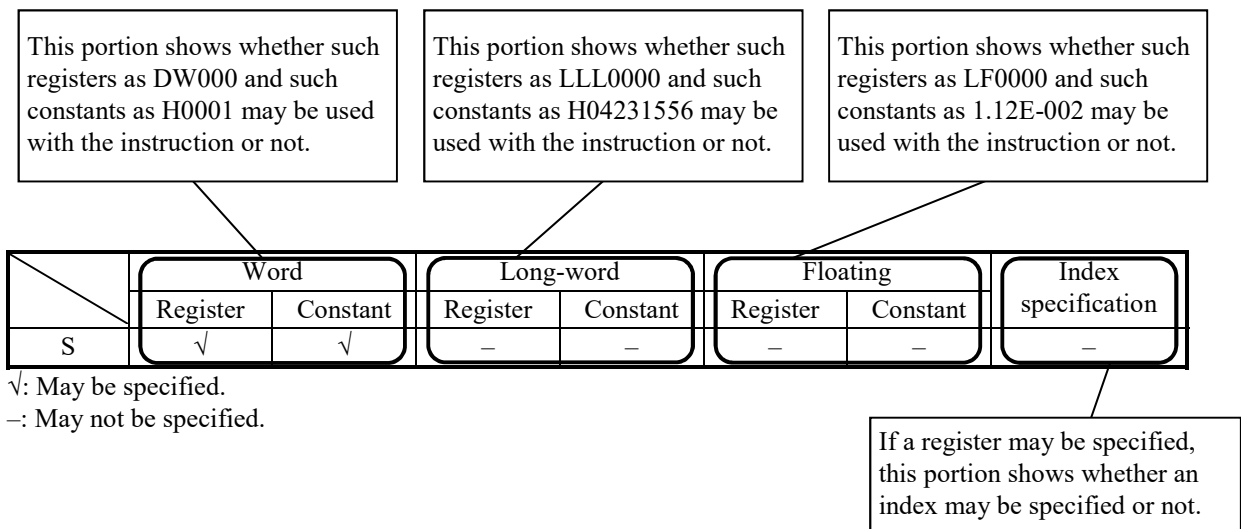 This portion shows whether such
registers as DW000 and such
constants as H0001 may be used
with the instruction or not.
This portion shows whether such
registers as LLL0000 and such
constants as H04231556 may be
used with the instruction or not.
This portion shows whether such
registers as LF0000 and such
constants as 1.12E-002 may be
used with the instruction or not.
Word Long-word Floating Index
specification
Register Constant Register Constant Register Constant
S √ √ – – – – –
√: May be specified.
–: May not be specified.
If a register may be specified,
this portion shows whether an
index may be specified or not.